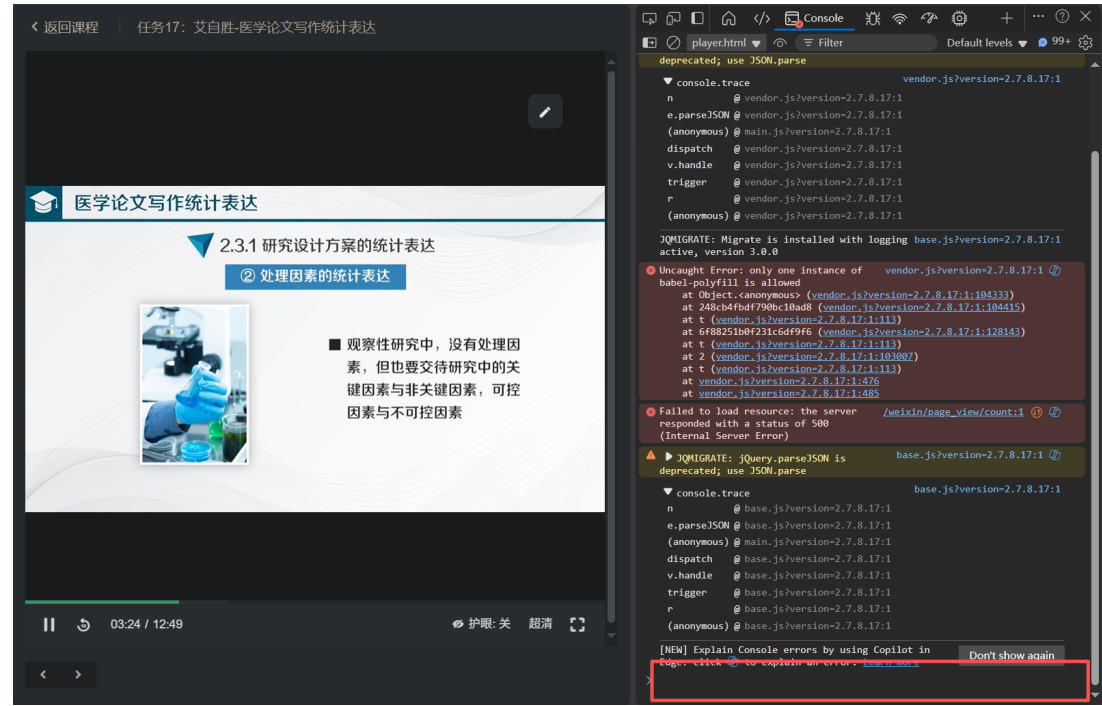 返回课程
任务17：艾自胜-医学论文写作统计表达
医学论文写作统计表达
2.3.1 研究设计方案的统计表达
② 处理因素的统计表达
■ 观察性研究中，没有处理因
素，但也要交待研究中的关
键因素与非关键因素，可控
因素与不可控因素
03:24 / 12:49
护眼: 关
超清
Console
player.html
Filter
Default levels
99+
deprecated; use JSON.parse
console.trace vendor.js?version=2.7.8.17:1
n @ vendor.js?version=2.7.8.17:1
e.parseJSON @ vendor.js?version=2.7.8.17:1
(anonymous) @ main.js?version=2.7.8.17:1
dispatch @ vendor.js?version=2.7.8.17:1
v.handle @ vendor.js?version=2.7.8.17:1
trigger @ vendor.js?version=2.7.8.17:1
r @ vendor.js?version=2.7.8.17:1
(anonymous) @ vendor.js?version=2.7.8.17:1
JQMIGRATE: Migrate is installed with logging base.js?version=2.7.8.17:1
active, version 3.0.0
Uncaught Error: only one instance of vendor.js?version=2.7.8.17:1
babel-polyfill is allowed
at Object.<anonymous> (vendor.js?version=2.7.8.17:1:104333)
at 248cb4fbdf790bc10ad8 (vendor.js?version=2.7.8.17:1:104415)
at t (vendor.js?version=2.7.8.17:1:113)
at 6f88251b0f231c6df9f6 (vendor.js?version=2.7.8.17:1:128143)
at t (vendor.js?version=2.7.8.17:1:113)
at 2 (vendor.js?version=2.7.8.17:1:103007)
at t (vendor.js?version=2.7.8.17:1:113)
at vendor.js?version=2.7.8.17:1:476
at vendor.js?version=2.7.8.17:1:485
Failed to load resource: the server /weixin/page_view/count:1
responded with a status of 500
(Internal Server Error)
JQMIGRATE: jQuery.parseJSON is base.js?version=2.7.8.17:1
deprecated; use JSON.parse
console.trace base.js?version=2.7.8.17:1
n @ base.js?version=2.7.8.17:1
e.parseJSON @ base.js?version=2.7.8.17:1
(anonymous) @ main.js?version=2.7.8.17:1
dispatch @ base.js?version=2.7.8.17:1
v.handle @ base.js?version=2.7.8.17:1
trigger @ base.js?version=2.7.8.17:1
r @ base.js?version=2.7.8.17:1
(anonymous) @ base.js?version=2.7.8.17:1
[NEW] Explain Console errors by using Copilot in
Edge: click to explain an error. Learn more
Don't show again